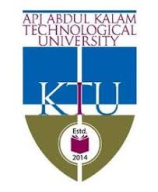 APJ ABDUL KALAM
TECHNOLOGICAL
UNIVERSITY
KTU
Estd.
2014